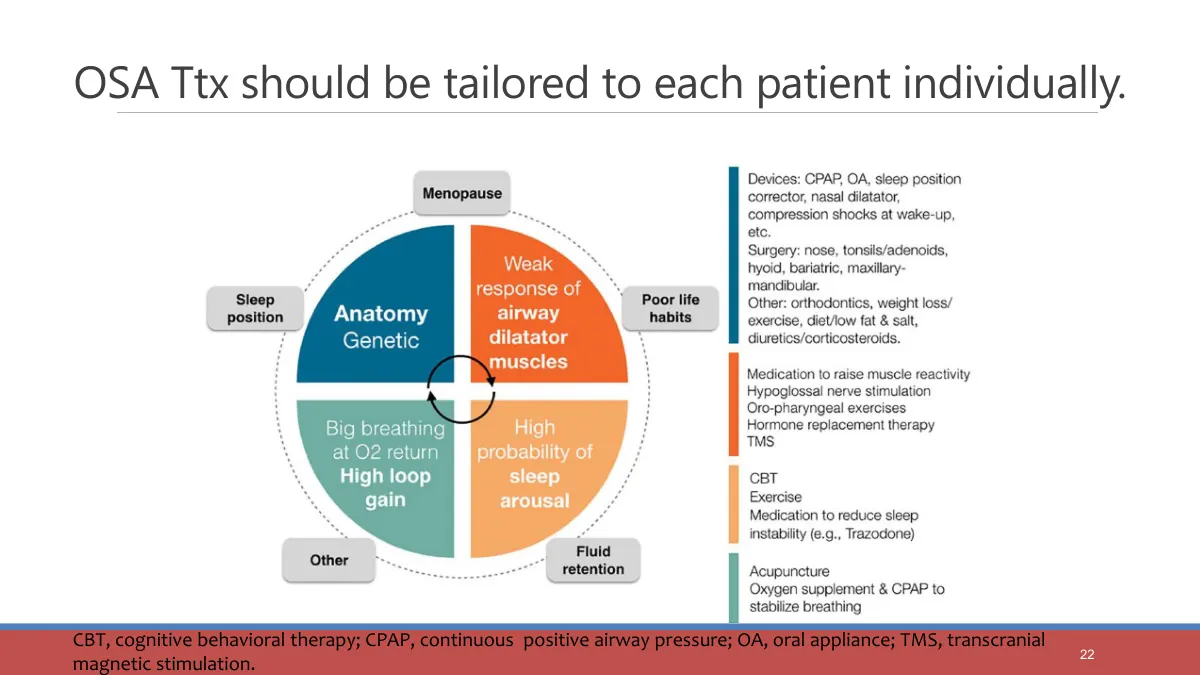 OSA Ttx should be tailored to each patient individually.
Menopause
Sleep
position
Anatomy
Genetic
Weak
response of
airway
dilatator
muscles
Poor life
habits
Big breathing
at O2 return
High loop
gain
High
probability of
sleep
arousal
Other
Fluid
retention
Devices: CPAP, OA, sleep position
corrector, nasal dilatator,
compression shocks at wake-up,
etc.
Surgery: nose, tonsils/adenoids,
hyoid, bariatric, maxillary-
mandibular.
Other: orthodontics, weight loss/
exercise, diet/low fat & salt,
diuretics/corticosteroids.
Medication to raise muscle reactivity
Hypoglossal nerve stimulation
Oro-pharyngeal exercises
Hormone replacement therapy
TMS
CBT
Exercise
Medication to reduce sleep
instability (e.g., Trazodone)
Acupuncture
Oxygen supplement & CPAP to
stabilize breathing
CBT, cognitive behavioral therapy; CPAP, continuous positive airway pressure; OA, oral appliance; TMS, transcranial
magnetic stimulation.
22